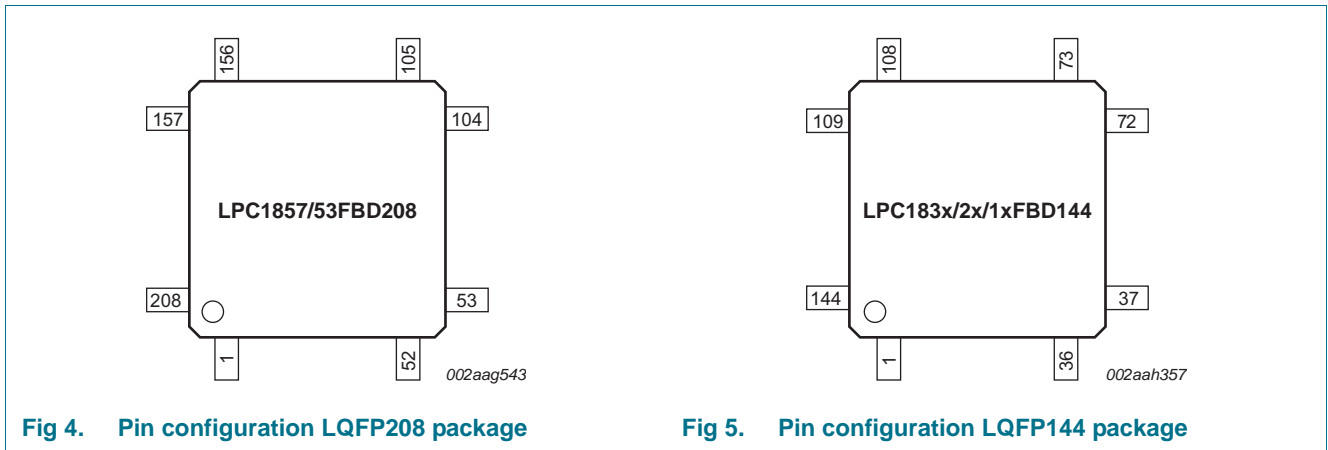 156
105
157
104
LPC1857/53FBD208
208
53
1
52
002aag543
Fig 4. Pin configuration LQFP208 package
108
73
109
72
LPC183x/2x/1xFBD144
144
37
1
36
002aah357
Fig 5. Pin configuration LQFP144 package